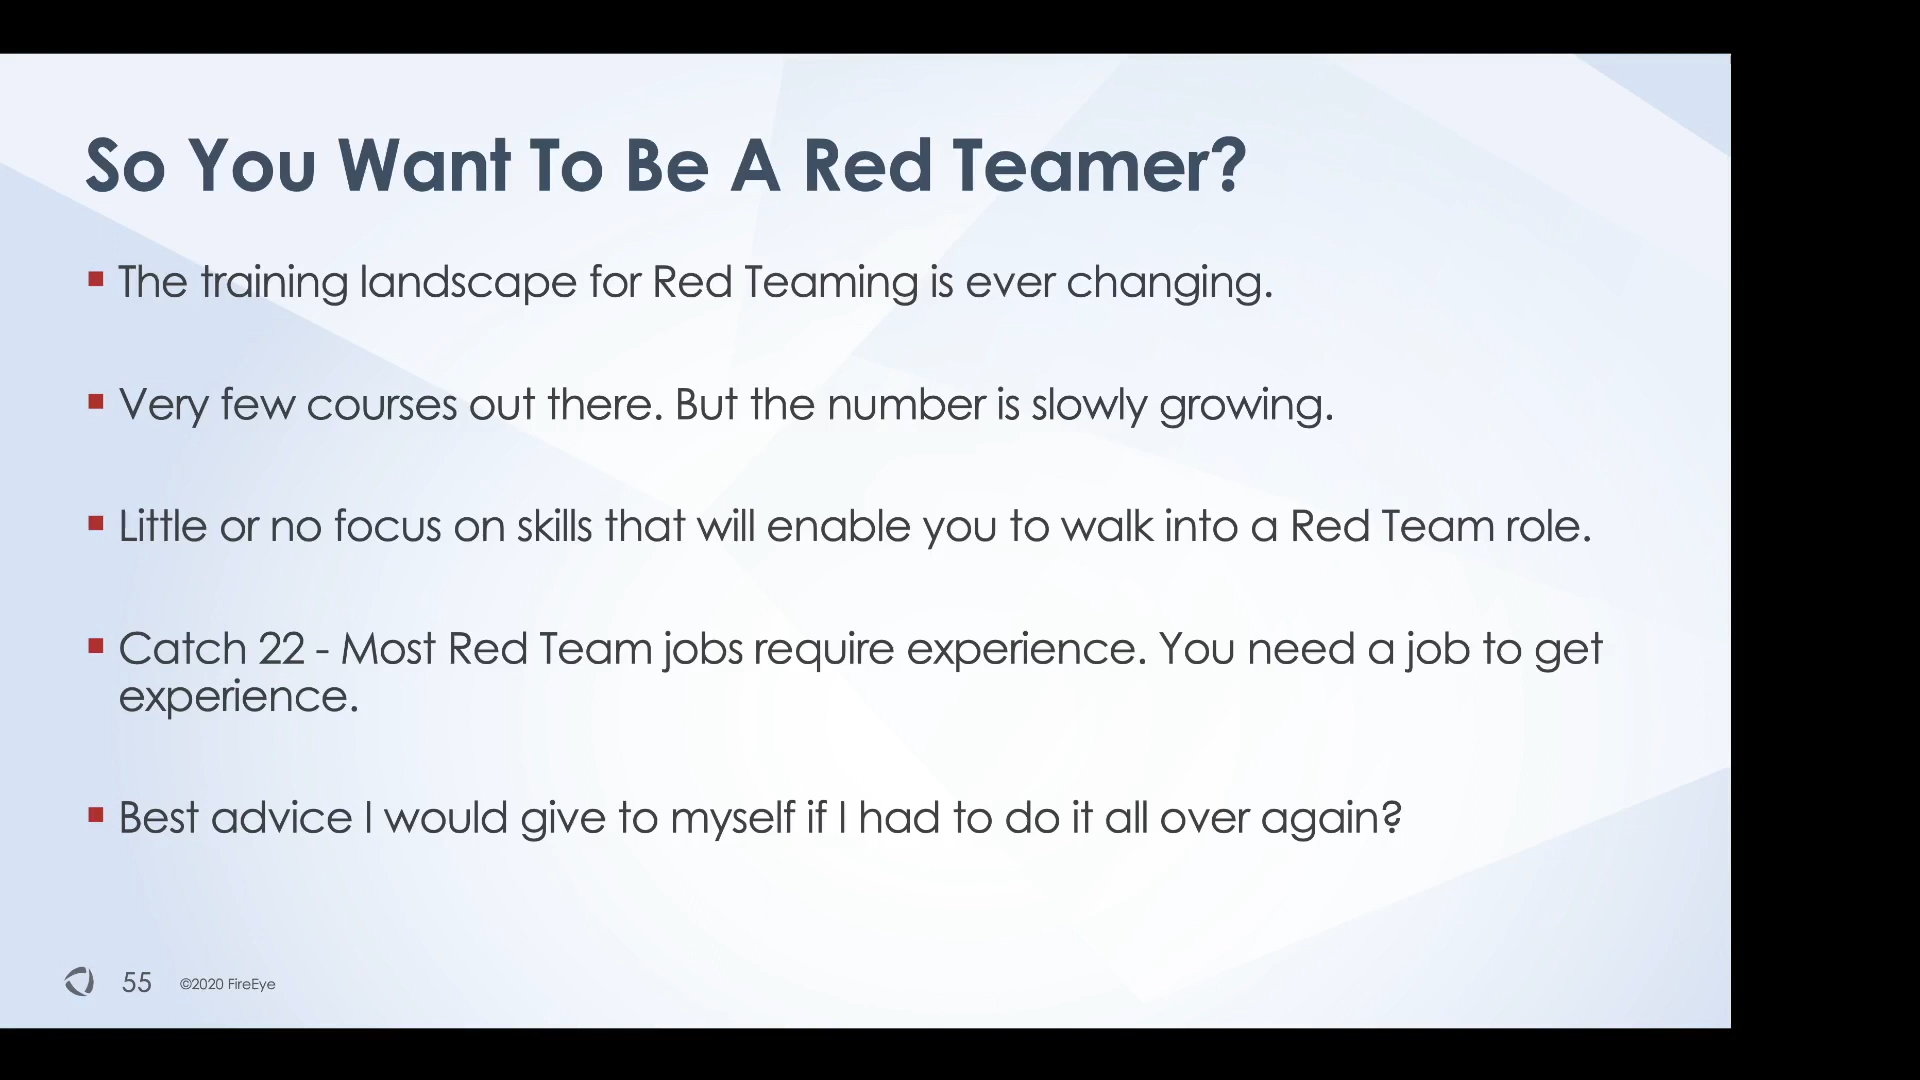 So You Want To Be A Red Teamer?
▪ The training landscape for Red Teaming is ever changing.
▪ Very few courses out there. But the number is slowly growing.
▪ Little or no focus on skills that will enable you to walk into a Red Team role.
▪ Catch 22 - Most Red Team jobs require experience. You need a job to get
experience.
▪ Best advice I would give to myself if I had to do it all over again?
55 ©2020 FireEye